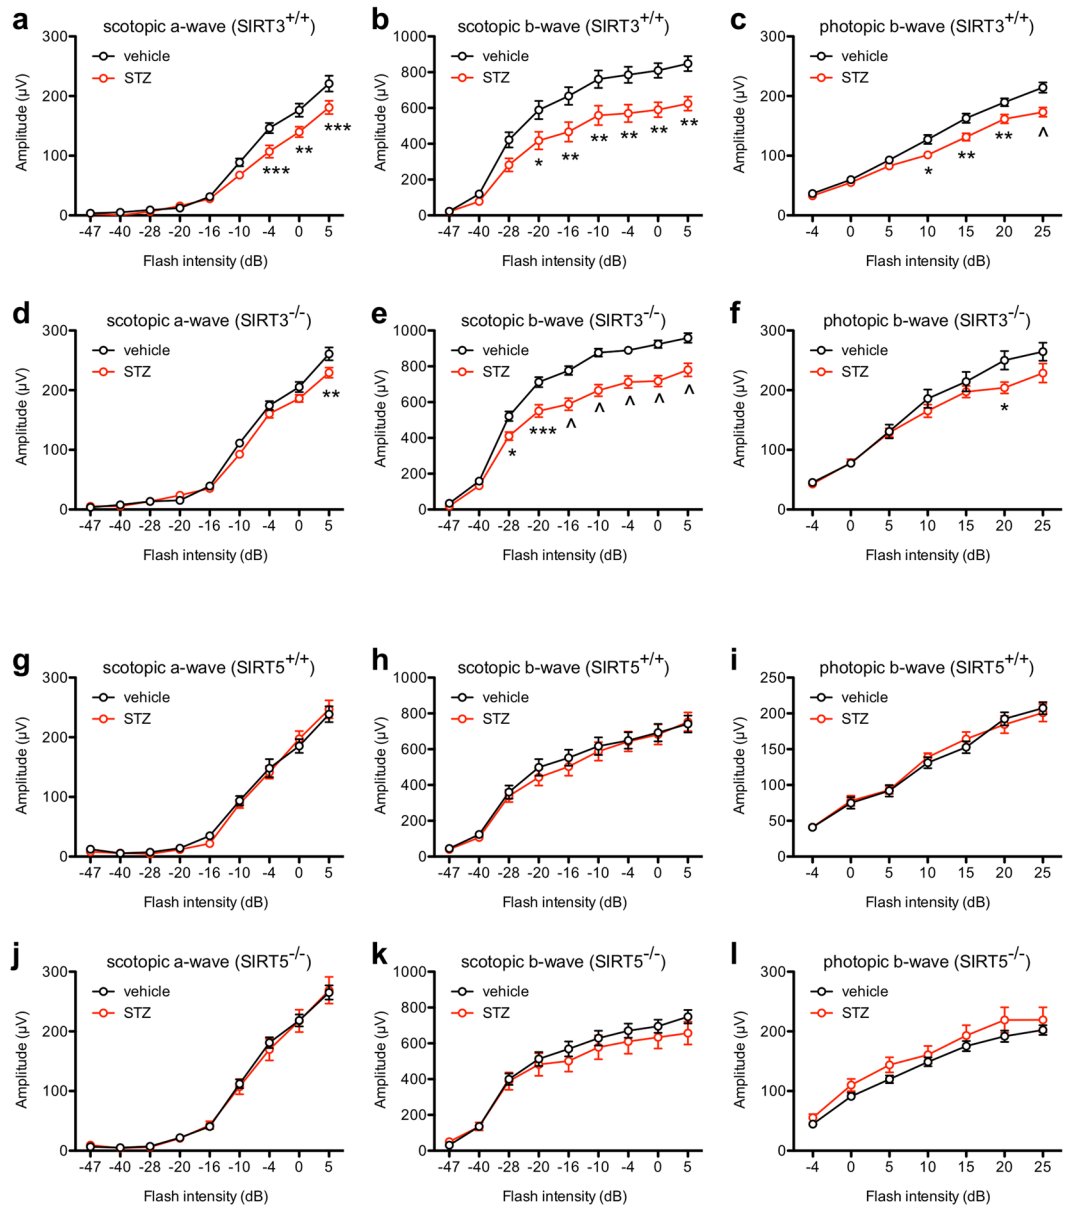 a
scotopic a-wave (SIRT3+/+)
vehicle
STZ
Amplitude (µV)
300
200
100
0
***
**
***
-47 -40 -28 -20 -16 -10 -4 0 5
Flash intensity (dB)
b
scotopic b-wave (SIRT3+/+)
vehicle
STZ
Amplitude (µV)
1000
800
600
400
200
0
* ** ** ** ** **
-47 -40 -28 -20 -16 -10 -4 0 5
Flash intensity (dB)
c
photopic b-wave (SIRT3+/+)
vehicle
STZ
Amplitude (µV)
300
200
100
0
* ** ** ^
-4 0 5 10 15 20 25
Flash intensity (dB)
d
scotopic a-wave (SIRT3-/-)
vehicle
STZ
Amplitude (µV)
300
200
100
0
**
-47 -40 -28 -20 -16 -10 -4 0 5
Flash intensity (dB)
e
scotopic b-wave (SIRT3-/-)
vehicle
STZ
Amplitude (µV)
1000
800
600
400
200
0
* *** ^ ^ ^ ^ ^
-47 -40 -28 -20 -16 -10 -4 0 5
Flash intensity (dB)
f
photopic b-wave (SIRT3-/-)
vehicle
STZ
Amplitude (µV)
300
200
100
0
*
-4 0 5 10 15 20 25
Flash intensity (dB)
g
scotopic a-wave (SIRT5+/+)
vehicle
STZ
Amplitude (µV)
300
200
100
0
-47 -40 -28 -20 -16 -10 -4 0 5
Flash intensity (dB)
h
scotopic b-wave (SIRT5+/+)
vehicle
STZ
Amplitude (µV)
1000
800
600
400
200
0
-47 -40 -28 -20 -16 -10 -4 0 5
Flash intensity (dB)
i
photopic b-wave (SIRT5+/+)
vehicle
STZ
Amplitude (µV)
250
200
150
100
50
0
-4 0 5 10 15 20 25
Flash intensity (dB)
j
scotopic a-wave (SIRT5-/-)
vehicle
STZ
Amplitude (µV)
300
200
100
0
-47 -40 -28 -20 -16 -10 -4 0 5
Flash intensity (dB)
k
scotopic b-wave (SIRT5-/-)
vehicle
STZ
Amplitude (µV)
1000
800
600
400
200
0
-47 -40 -28 -20 -16 -10 -4 0 5
Flash intensity (dB)
l
photopic b-wave (SIRT5-/-)
vehicle
STZ
Amplitude (µV)
300
200
100
0
-4 0 5 10 15 20 25
Flash intensity (dB)